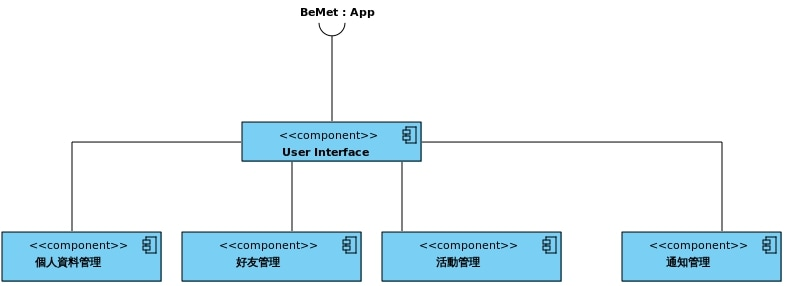 BeMet : App
<<component>>
User Interface
<<component>>
個人資料管理
<<component>>
好友管理
<<component>>
活動管理
<<component>>
通知管理